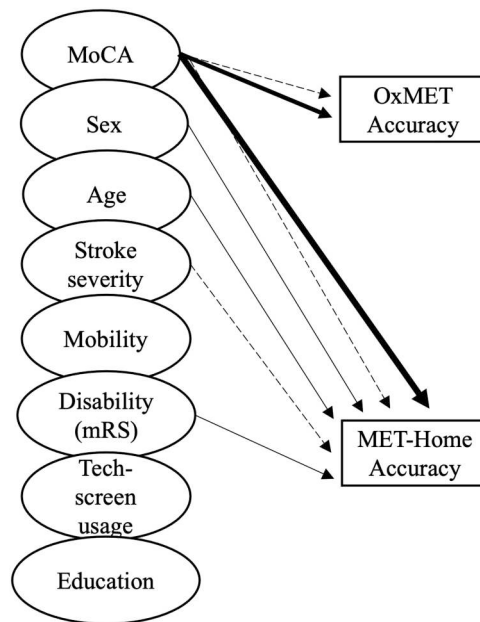 MoCA
OxMET
Accuracy
Sex
Age
Stroke
severity
Mobility
Disability
(mRS)
MET-Home
Accuracy
Tech-
screen
usage
Education